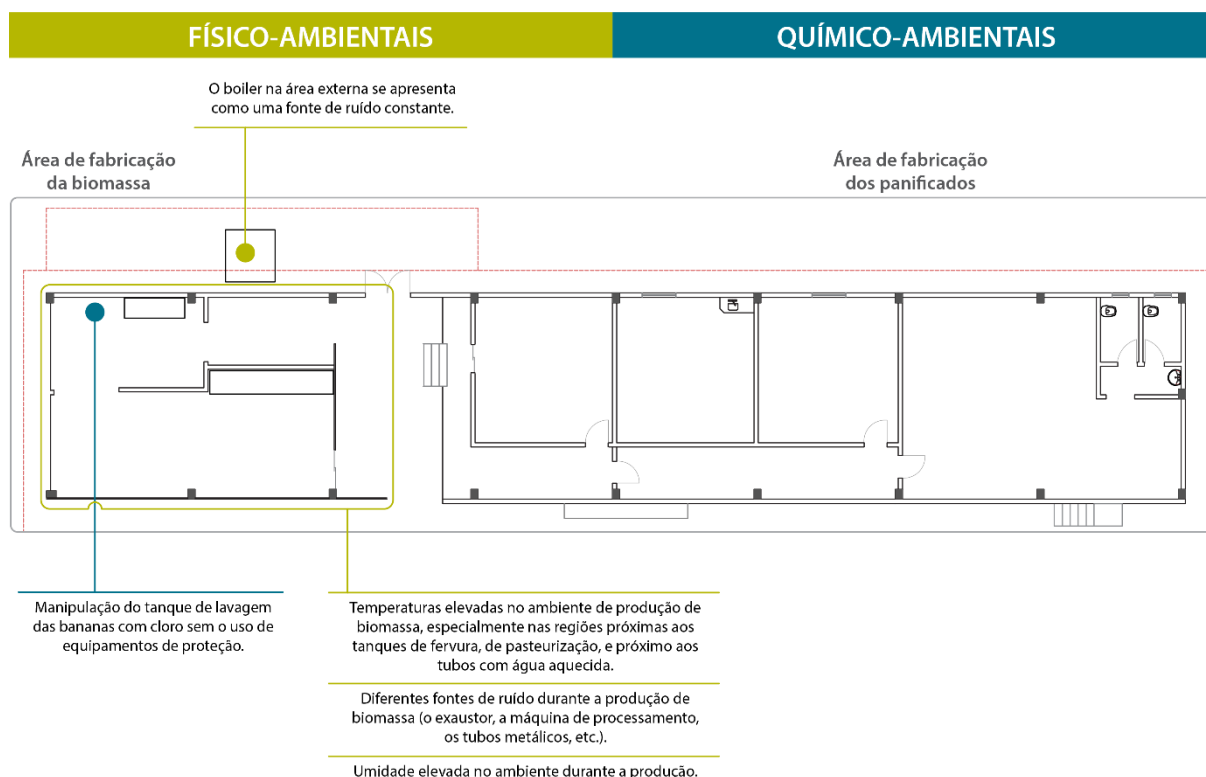 FÍSICO-AMBIENTAIS
QUÍMICO-AMBIENTAIS
O boiler na área externa se apresenta
como uma fonte de ruído constante.
Área de fabricação
da biomassa
Área de fabricação
dos panificados
Manipulação do tanque de lavagem
das bananas com cloro sem o uso de
equipamentos de proteção.
Temperaturas elevadas no ambiente de produção de
biomassa, especialmente nas regiões próximas aos
tanques de fervura, de pasteurização, e próximo aos
tubos com água aquecida.
Diferentes fontes de ruído durante a produção de
biomassa (o exaustor, a máquina de processamento,
os tubos metálicos, etc.).
Umidade elevada no ambiente durante a produção.